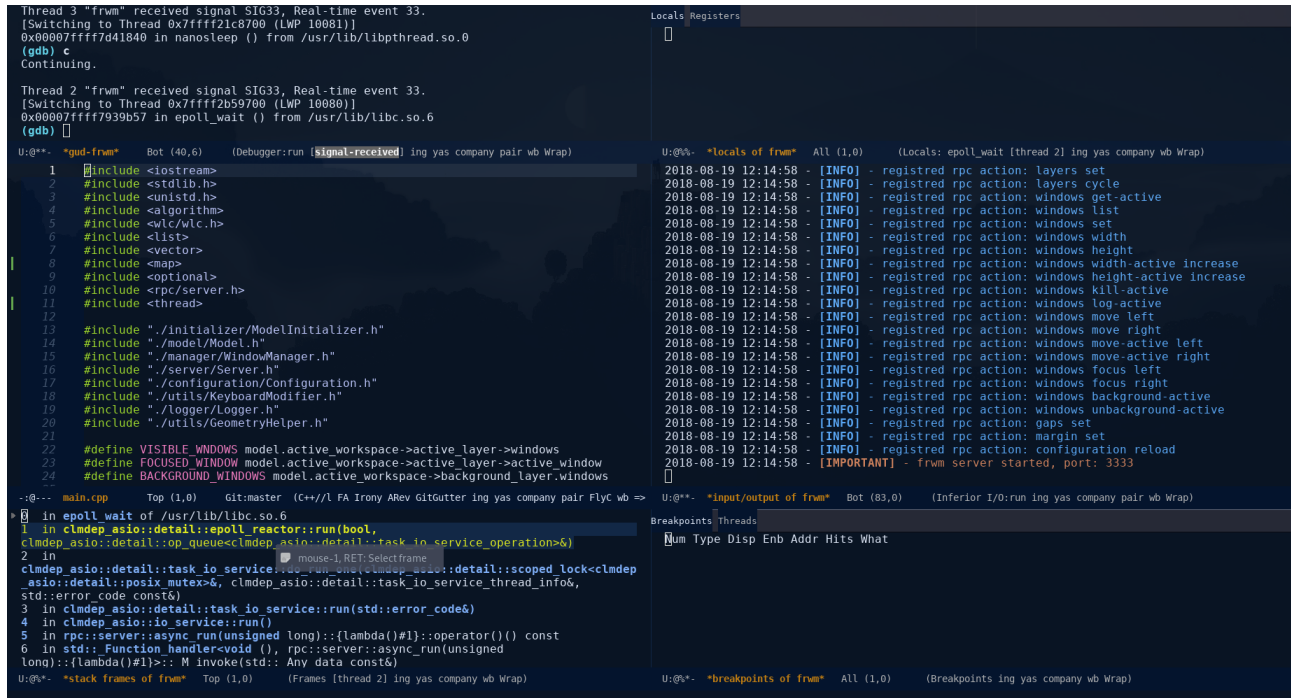 Thread 3 "frwm" received signal SIG33, Real-time event 33.
[Switching to Thread 0x7ffff21c8700 (LWP 10081)]
0x00007ffff7d41840 in nanosleep () from /usr/lib/libpthread.so.0
(gdb) c
Continuing.
Thread 2 "frwm" received signal SIG33, Real-time event 33.
[Switching to Thread 0x7ffff2b59700 (LWP 10080)]
0x00007ffff7939b57 in epoll_wait () from /usr/lib/libc.so.6
(gdb)
U:@**- *gud-frwm* Bot (40,6) (Debugger:run [signal-received] ing yas company pair wb Wrap)
Locals Registers
U:@%%- *locals of frwm* All (1,0) (Locals: epoll_wait [thread 2] ing yas company wb Wrap)
1 #include <iostream>
2 #include <stdlib.h>
3 #include <unistd.h>
4 #include <algorithm>
5 #include <wlc/wlc.h>
6 #include <list>
7 #include <vector>
8 #include <map>
9 #include <optional>
10 #include <rpc/server.h>
11 #include <thread>
12
13 #include "./initializer/ModelInitializer.h"
14 #include "./model/Model.h"
15 #include "./manager/WindowManager.h"
16 #include "./server/Server.h"
17 #include "./configuration/Configuration.h"
18 #include "./utils/KeyboardModifier.h"
19 #include "./logger/Logger.h"
20 #include "./utils/GeometryHelper.h"
21
22 #define VISIBLE_WNDOWS model.active_workspace->active_layer->windows
23 #define FOCUSED_WINDOW model.active_workspace->active_layer->active_window
24 #define BACKGROUND_WINDOWS model.active_workspace->background_layer.windows
-:@--- main.cpp Top (1,0) Git:master (C++//l FA Irony ARev GitGutter ing yas company pair FlyC wb =>
2018-08-19 12:14:58 - [INFO] - registred rpc action: layers set
2018-08-19 12:14:58 - [INFO] - registred rpc action: layers cycle
2018-08-19 12:14:58 - [INFO] - registred rpc action: windows get-active
2018-08-19 12:14:58 - [INFO] - registred rpc action: windows list
2018-08-19 12:14:58 - [INFO] - registred rpc action: windows set
2018-08-19 12:14:58 - [INFO] - registred rpc action: windows width
2018-08-19 12:14:58 - [INFO] - registred rpc action: windows height
2018-08-19 12:14:58 - [INFO] - registred rpc action: windows width-active increase
2018-08-19 12:14:58 - [INFO] - registred rpc action: windows height-active increase
2018-08-19 12:14:58 - [INFO] - registred rpc action: windows kill-active
2018-08-19 12:14:58 - [INFO] - registred rpc action: windows log-active
2018-08-19 12:14:58 - [INFO] - registred rpc action: windows move left
2018-08-19 12:14:58 - [INFO] - registred rpc action: windows move right
2018-08-19 12:14:58 - [INFO] - registred rpc action: windows move-active left
2018-08-19 12:14:58 - [INFO] - registred rpc action: windows move-active right
2018-08-19 12:14:58 - [INFO] - registred rpc action: windows focus left
2018-08-19 12:14:58 - [INFO] - registred rpc action: windows focus right
2018-08-19 12:14:58 - [INFO] - registred rpc action: windows background-active
2018-08-19 12:14:58 - [INFO] - registred rpc action: windows unbackground-active
2018-08-19 12:14:58 - [INFO] - registred rpc action: gaps set
2018-08-19 12:14:58 - [INFO] - registred rpc action: margin set
2018-08-19 12:14:58 - [INFO] - registred rpc action: configuration reload
2018-08-19 12:14:58 - [IMPORTANT] - frwm server started, port: 3333
U:@**- *input/output of frwm* Bot (83,0) (Inferior I/O:run ing yas company pair wb Wrap)
0 in epoll_wait of /usr/lib/libc.so.6
1 in clmdep_asio::detail::epoll_reactor::run(bool,
clmdep_asio::detail::op_queue<clmdep_asio::detail::task_io_service_operation>&)
2 in
mouse-1, RET: Select frame
clmdep_asio::detail::task_io_service::do_run_one(clmdep_asio::detail::scoped_lock<clmdep
_asio::detail::posix_mutex>&, clmdep_asio::detail::task_io_service_thread_info&,
std::error_code const&)
3 in clmdep_asio::detail::task_io_service::run(std::error_code&)
4 in clmdep_asio::io_service::run()
5 in rpc::server::async_run(unsigned long)::{lambda()#1}::operator()() const
6 in std::_Function_handler<void (), rpc::server::async_run(unsigned
long)::{lambda()#1}>::_M_invoke(std::_Any_data const&)
U:@%*- *stack frames of frwm* Top (1,0) (Frames [thread 2] ing yas company wb Wrap)
Breakpoints Threads
Num Type Disp Enb Addr Hits What
U:@%*- *breakpoints of frwm* All (1,0) (Breakpoints ing yas company wb Wrap)